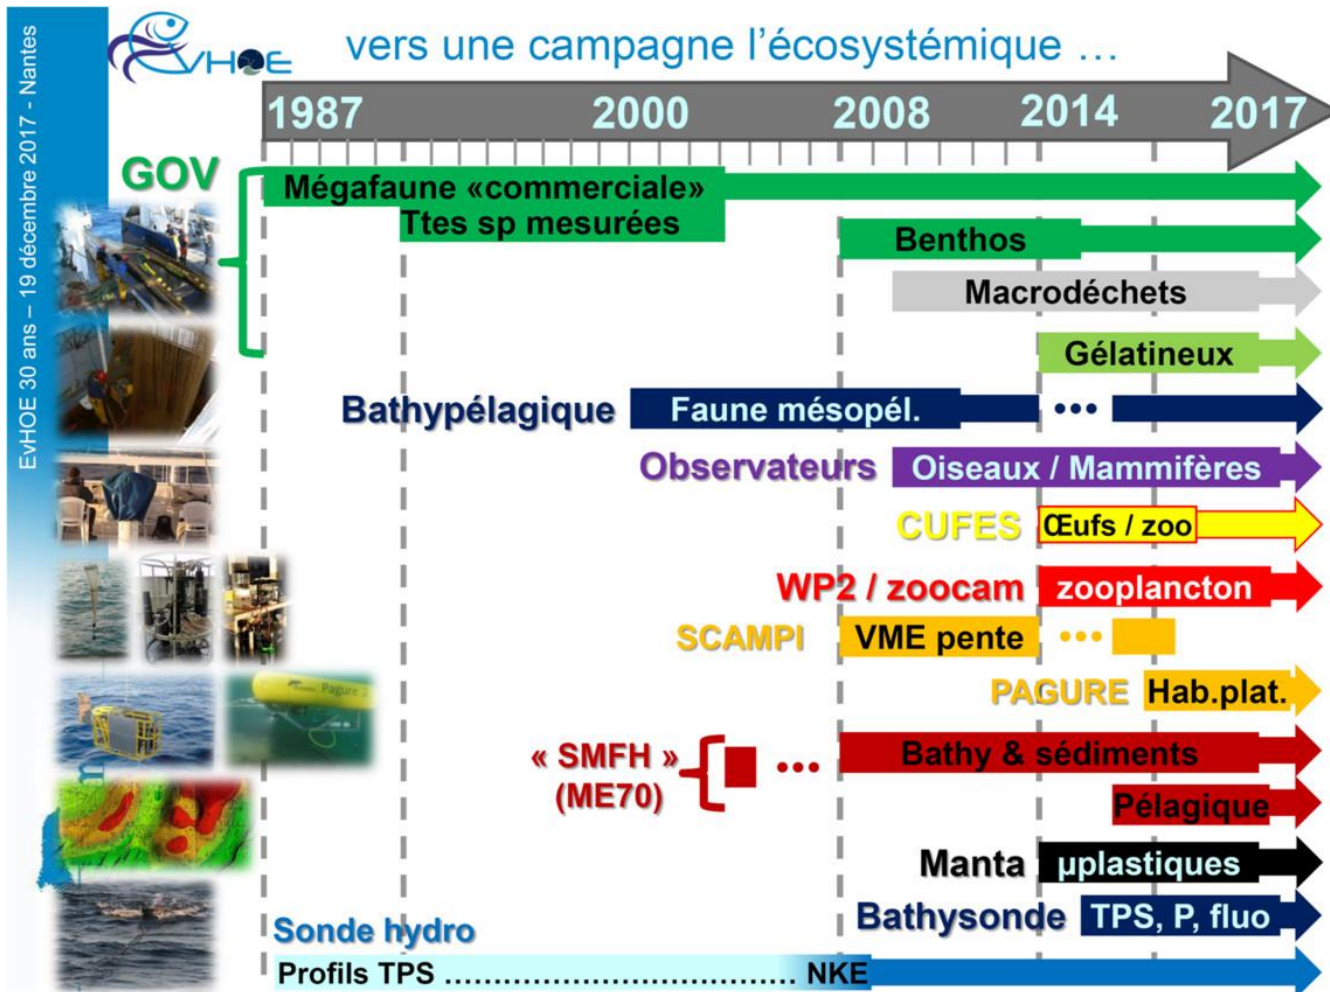 EvHOE 30 ans – 19 décembre 2017 - Nantes
EVHOE
vers une campagne l’écosystémique …
1987 2000 2008 2014 2017
GOV
Mégafaune «commerciale»
Ttes sp mesurées
Benthos
Macrodéchets
Gélatineux
Bathypélagique Faune mésopél. •••
Observateurs Oiseaux / Mammifères
CUFES Œufs / zoo
WP2 / zoocam zooplancton
SCAMPI VME pente •••
Pagure 2
PAGURE Hab.plat.
« SMFH » ••• Bathy & sédiments
(ME70)
Pélagique
Manta µplastiques
Bathysonde TPS, P, fluo
Sonde hydro
Profils TPS ………………………………… NKE